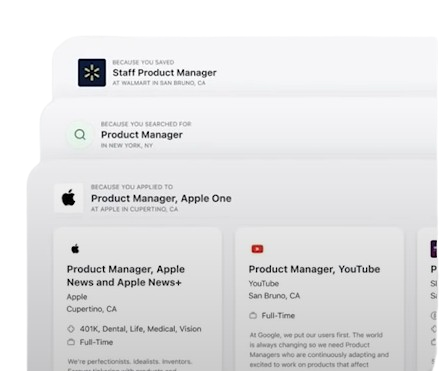 BECAUSE YOU SAVED
Staff Product Manager
AT WALMART IN SAN BRUNO, CA
BECAUSE YOU SEARCHED FOR
Product Manager
IN NEW YORK, NY
BECAUSE YOU APPLIED TO
Product Manager, Apple One
AT APPLE IN CUPERTINO, CA
Product Manager, Apple
News and Apple News+
Apple
Cupertino, CA
401K, Dental, Life, Medical, Vision
Full-Time
We're perfectionists. Idealists. Inventors.
Product Manager, YouTube
YouTube
San Bruno, CA
Full-Time
At Google, we put our users first. The world
is always changing so we need Product
Managers who are continuously adapting and
excited to work on products that affect